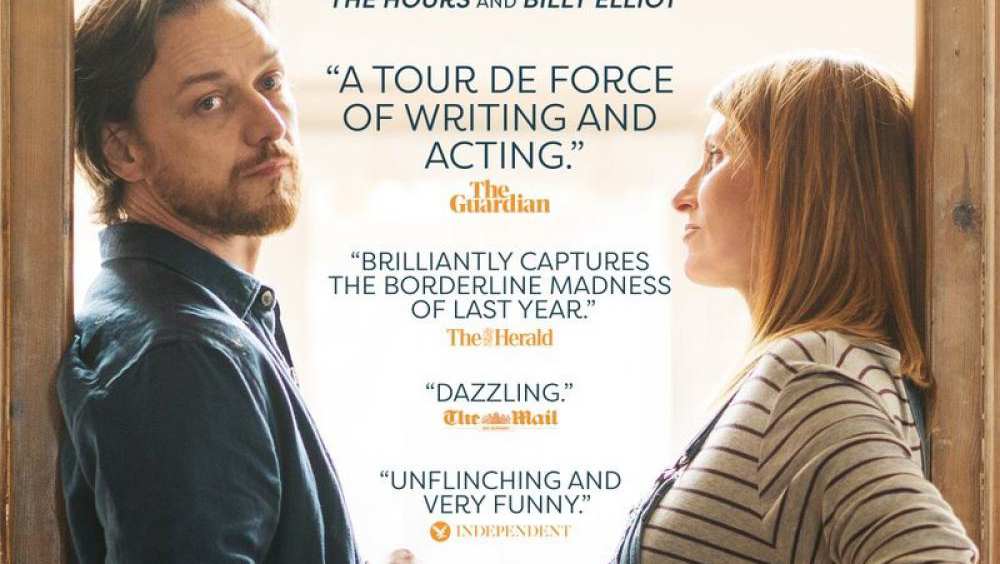 THE HOURS AND BILLY ELLIOT
“A TOUR DE FORCE
OF WRITING AND
ACTING.”
The
Guardian
“BRILLIANTLY CAPTURES
THE BORDERLINE MADNESS
OF LAST YEAR.”
The Herald
“DAZZLING.”
The Mail
“UNFLINCHING AND
VERY FUNNY.”
INDEPENDENT